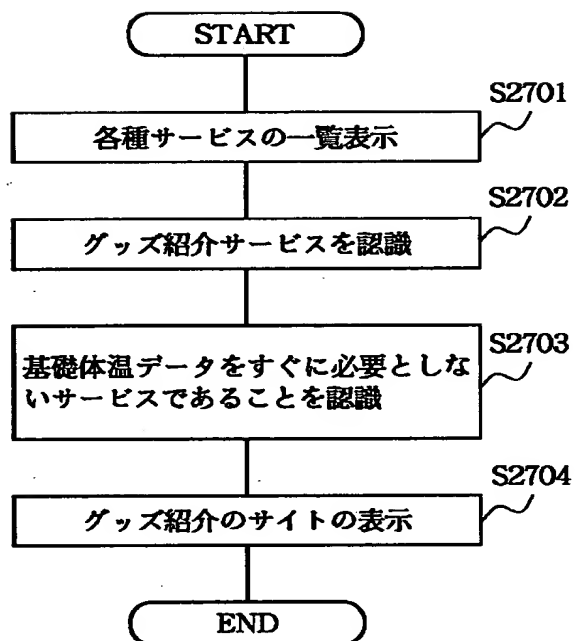 START
S2701
各種サービスの一覧表示
S2702
グッズ紹介サービスを認識
S2703
基礎体温データをすぐに必要としな
いサービスであることを認識
S2704
グッズ紹介のサイトの表示
END